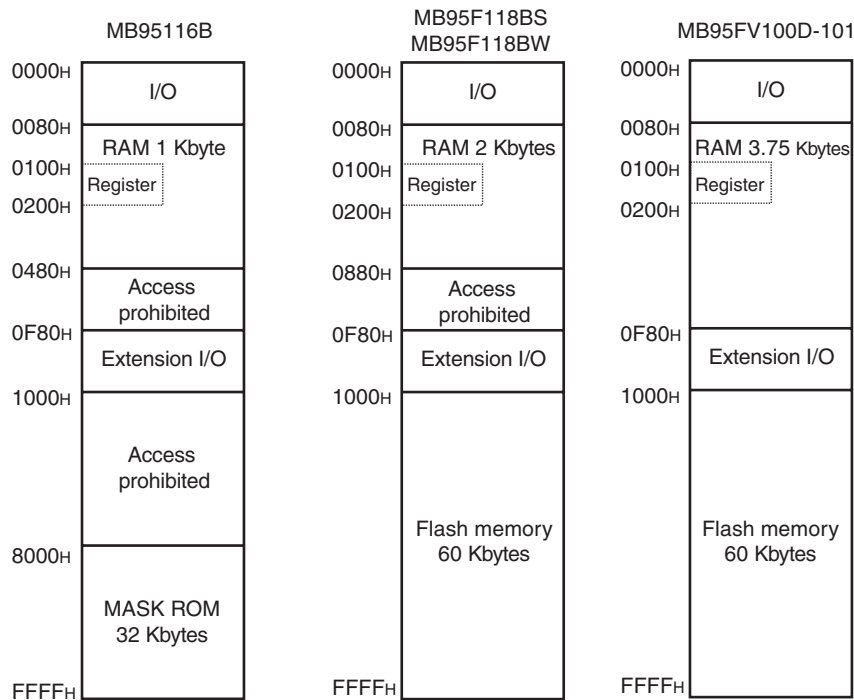 MB95116B
0000H
I/O
0080H
RAM 1 Kbyte
0100H
Register
0200H
0480H
Access
prohibited
0F80H
Extension I/O
1000H
Access
prohibited
8000H
MASK ROM
32 Kbytes
FFFFH
MB95F118BS
MB95F118BW
0000H
I/O
0080H
RAM 2 Kbytes
0100H
Register
0200H
0880H
Access
prohibited
0F80H
Extension I/O
1000H
Flash memory
60 Kbytes
FFFFH
MB95FV100D-101
0000H
I/O
0080H
RAM 3.75 Kbytes
0100H
Register
0200H
0F80H
Extension I/O
1000H
Flash memory
60 Kbytes
FFFFH